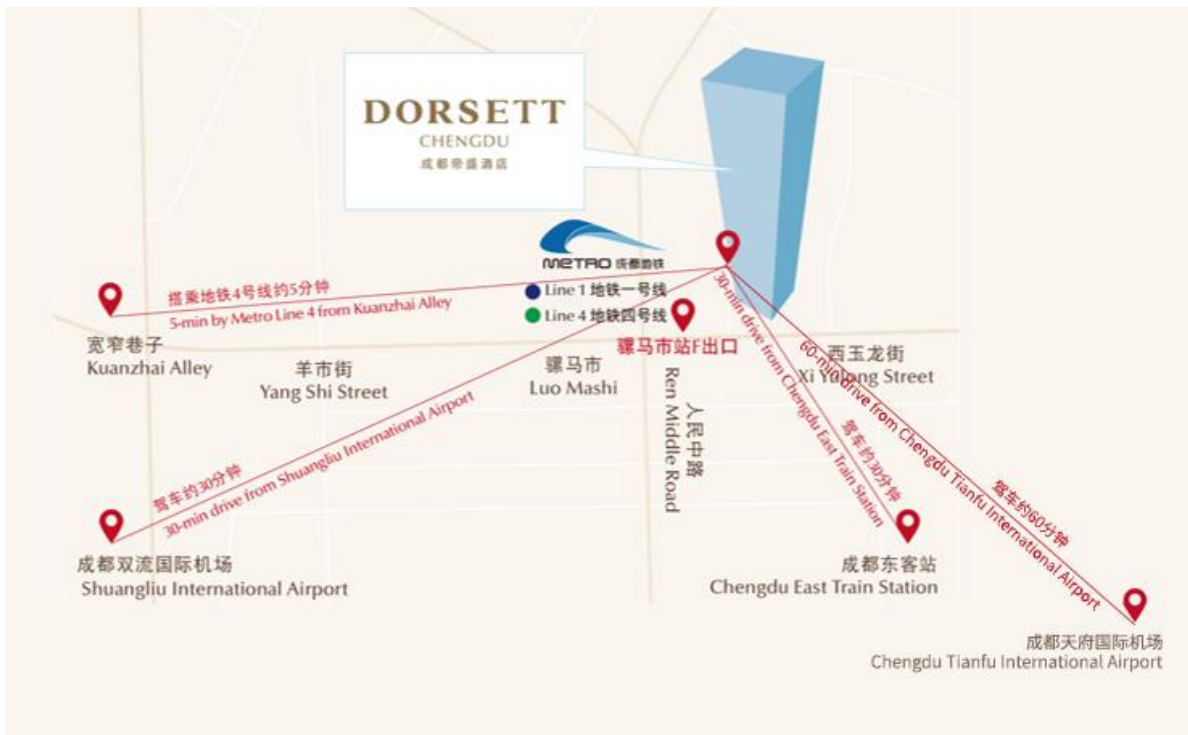 DORSETT
CHENGDU
成都帝盛酒店
METRO 成都地铁
Line 1 地铁一号线
Line 4 地铁四号线
搭乘地铁4号线约5分钟
5-min by Metro Line 4 from Kuanzhai Alley
宽窄巷子
Kuanzhai Alley
羊市街
Yang Shi Street
骡马市
Luo Mashi
骡马市站F出口
西玉龙街
Xi Yulong Street
人民中路
Ren Middle Road
驾车约30分钟
30-min drive from Shuangliu International Airport
成都双流国际机场
Shuangliu International Airport
驾车约30分钟
30-min drive from Chengdu East Train Station
成都东客站
Chengdu East Train Station
驾车约60分钟
60-min drive from Chengdu Tianfu International Airport
成都天府国际机场
Chengdu Tianfu International Airport